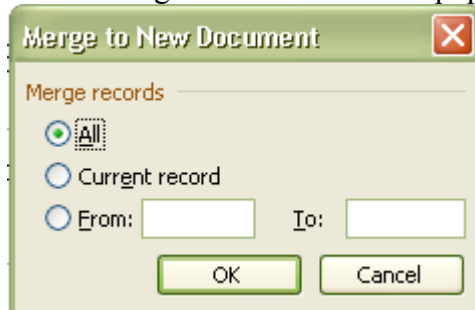 Merge to New Document
Merge records
All
Current record
From: To:
OK Cancel